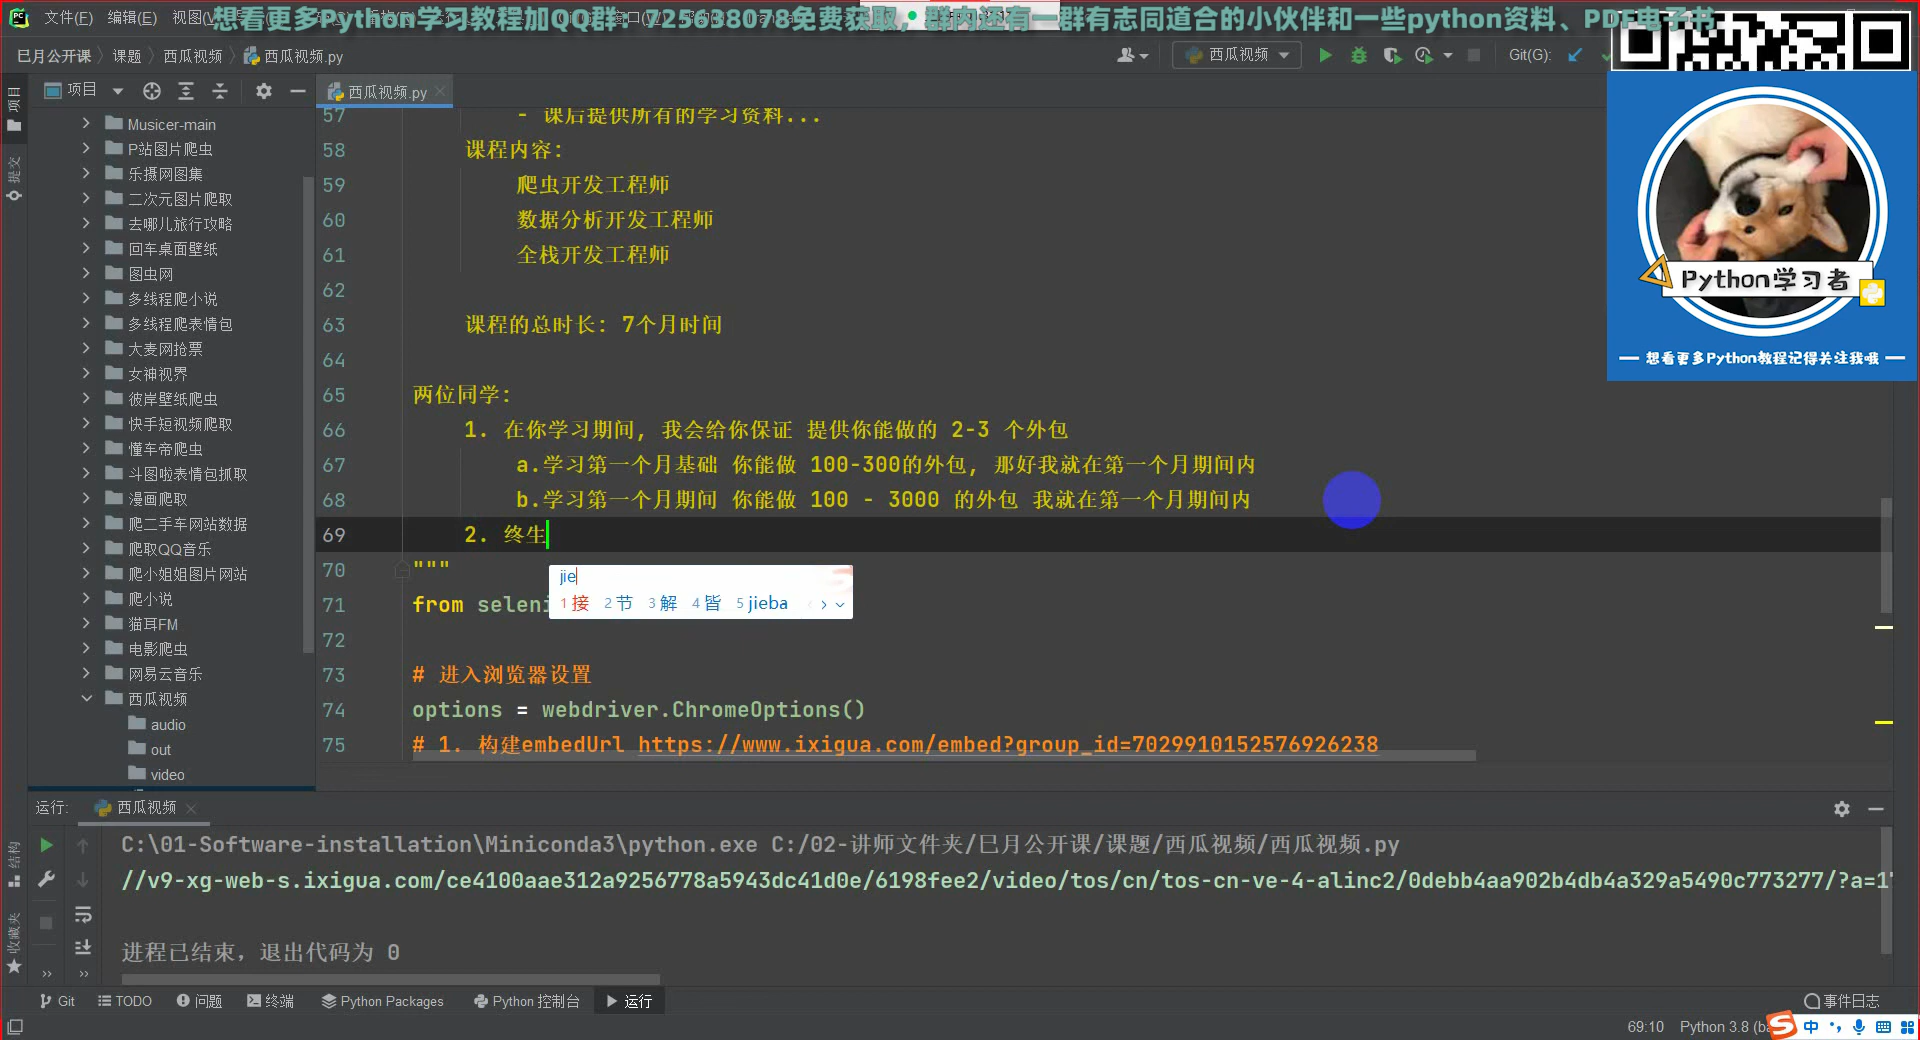 文件(F) 编辑(E) 视图(V)
想看更多Python学习教程加QQ群：725638078免费获取，群内还有一群有志同道合的小伙伴和一些python资料、PDF电子书
巳月公开课 课题 西瓜视频 西瓜视频.py
西瓜视频
Git(G):
项目
西瓜视频.py
项目
提交
Musicer-main
P站图片爬虫
乐摄网图集
二次元图片爬取
去哪儿旅行攻略
回车桌面壁纸
图虫网
多线程爬小说
多线程爬表情包
大麦网抢票
女神视界
彼岸壁纸爬虫
快手短视频爬取
懂车帝爬虫
斗图啦表情包抓取
漫画爬取
爬二手车网站数据
爬取QQ音乐
爬小姐姐图片网站
爬小说
猫耳FM
电影爬虫
网易云音乐
西瓜视频
audio
out
video
57 - 课后提供所有的学习资料...
58 课程内容:
59 爬虫开发工程师
60 数据分析开发工程师
61 全栈开发工程师
62
63 课程的总时长: 7个月时间
64
65 两位同学:
66 1. 在你学习期间, 我会给你保证 提供你能做的 2-3 个外包
67 a.学习第一个月基础 你能做 100-300的外包, 那好我就在第一个月期间内
68 b.学习第一个月期间 你能做 100 - 3000 的外包 我就在第一个月期间内
69 2. 终生
70 """
71 from seleni
72
73 # 进入浏览器设置
74 options = webdriver.ChromeOptions()
75 # 1. 构建embedUrl https://www.ixigua.com/embed?group_id=7029910152576926238
jie
1 接 2 节 3 解 4 皆 5 jieba
Python学习者
想看更多Python教程记得关注我哦
运行: 西瓜视频
C:\01-Software-installation\Miniconda3\python.exe C:/02-讲师文件夹/巳月公开课/课题/西瓜视频/西瓜视频.py
//v9-xg-web-s.ixigua.com/ce4100aae312a9256778a5943dc41d0e/6198fee2/video/tos/cn/tos-cn-ve-4-alinc2/0debb4aa902b4db4a329a5490c773277/?a=1
进程已结束，退出代码为 0
结构
收藏夹
Git TODO 问题 终端 Python Packages Python 控制台 运行
事件日志
69:10 Python 3.8 (ba
中